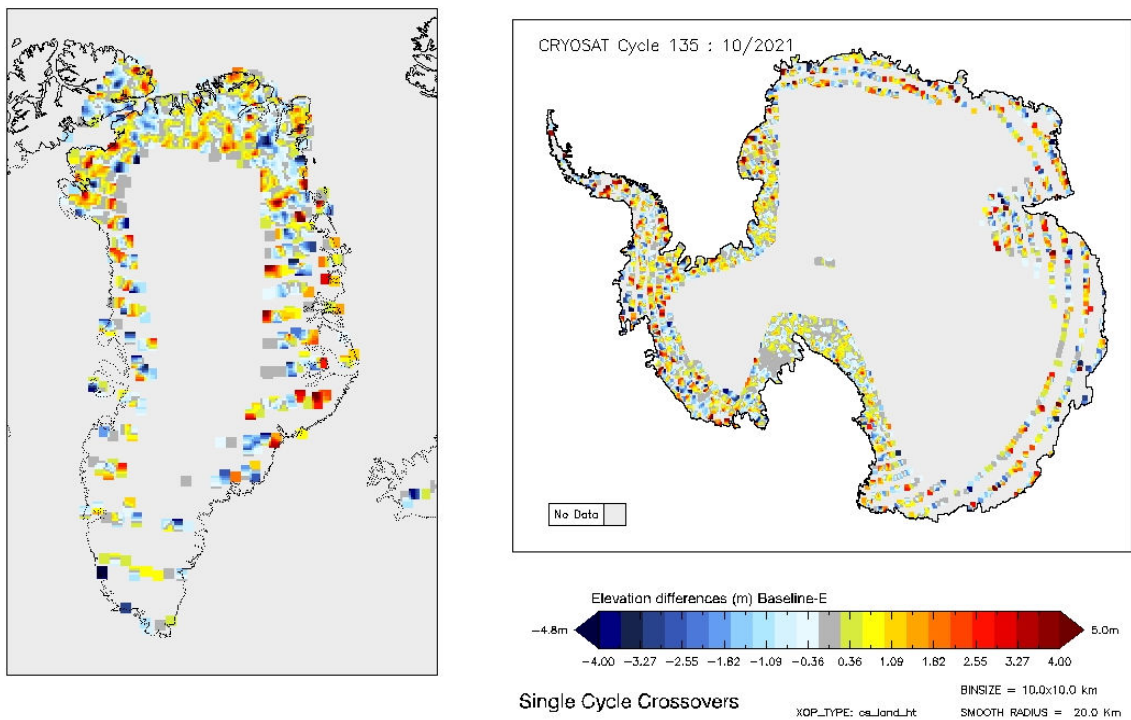 CRYOSAT Cycle 135 : 10/2021
No Data
Elevation differences (m) Baseline-E
-4.8m 5.0m
-4.00 -3.27 -2.55 -1.82 -1.09 -0.36 0.36 1.09 1.82 2.55 3.27 4.00
Single Cycle Crossovers
BINSIZE = 10.0x10.0 km
XOP_TYPE: cs_land_ht SMOOTH RADIUS = 20.0 Km